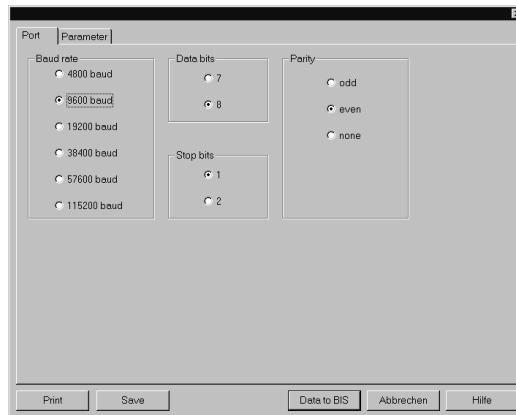 Port
Parameter
Baud rate
4800 baud
9600 baud
19200 baud
38400 baud
57600 baud
115200 baud
Data bits
7
8
Stop bits
1
2
Parity
odd
even
none
Print
Save
Data to BIS
Abbrechen
Hilfe